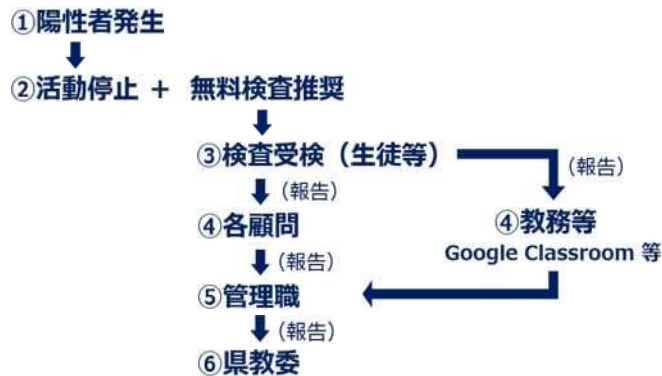 ①陽性者発生
②活動停止 ＋ 無料検査推奨
③検査受検（生徒等）
（報告）
（報告）
④各顧問
④教務等
Google Classroom 等
（報告）
⑤管理職
（報告）
⑥県教委